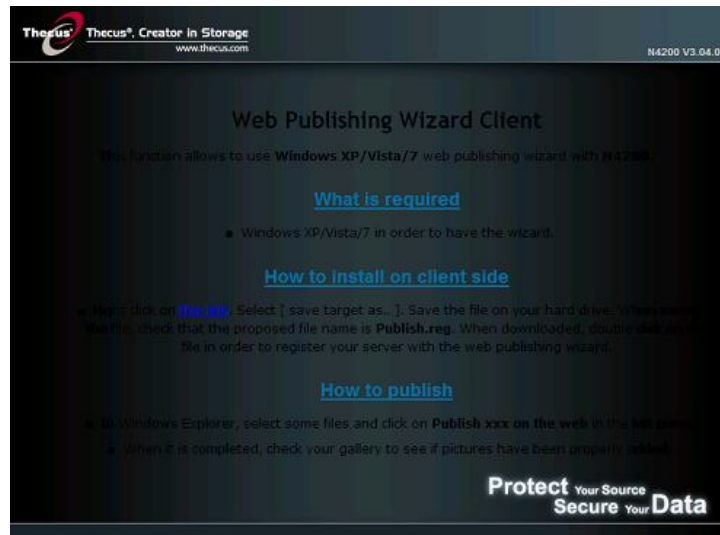 Thecus®
Thecus®, Creator in Storage
www.thecus.com
N4200 V3.04.0
Web Publishing Wizard Client
This function allows to use Windows XP/Vista/7 web publishing wizard with N4200.
What is required
Windows XP/Vista/7 in order to have the wizard.
How to install on client side
Right click on this link. Select [ save target as.. ]. Save the file on your hard drive. When
the file, check that the proposed file name is Publish.reg. When downloaded, double click
file in order to register your server with the web publishing wizard.
How to publish
In Windows Explorer, select some files and click on Publish xxx on the web in the left
When it is completed, check your gallery to see if pictures have been properly added.
Protect Your Source
Secure Your Data